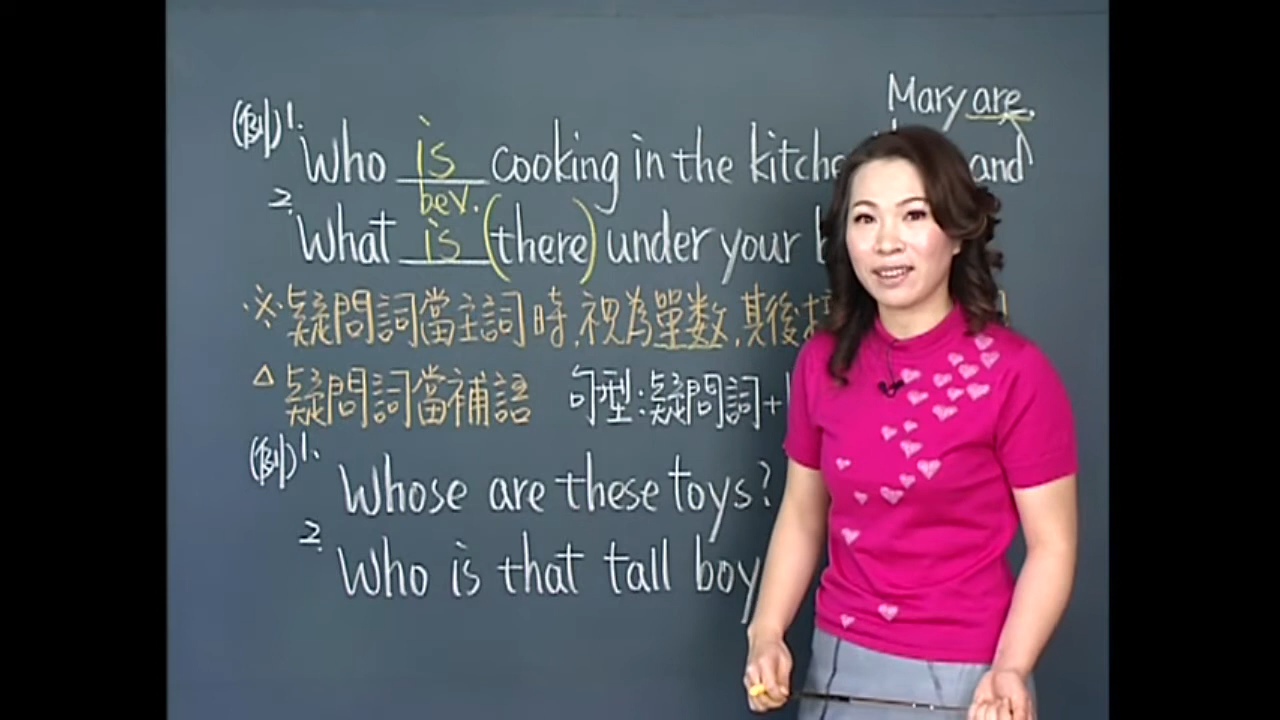 Mary are.
(例)1. Who is cooking in the kitche and
bev.
2. What is (there) under your
※疑問詞當主詞時,視為單數,其後
△疑問詞當補語 句型:疑問詞+
(例)1. Whose are these toys?
2. Who is that tall boy